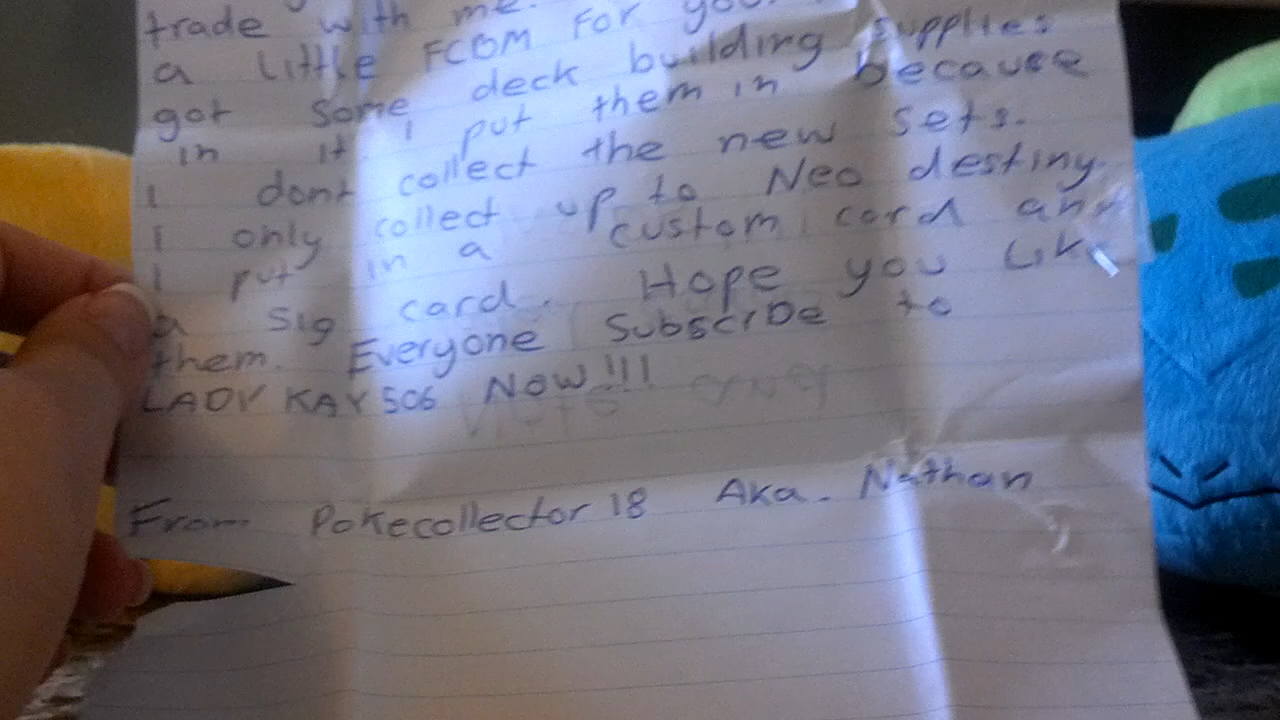 trade with me.
a little FCBM For you.
got some deck building supplies
in it I put them in because
I dont collect the new sets.
I only collect up to Neo destiny.
I put in a custom card and
a sig card. Hope you like
them. Everyone Subscribe to
LADY KAY 506 NOW!!!
From Pokecollector 18 Aka. Nathan